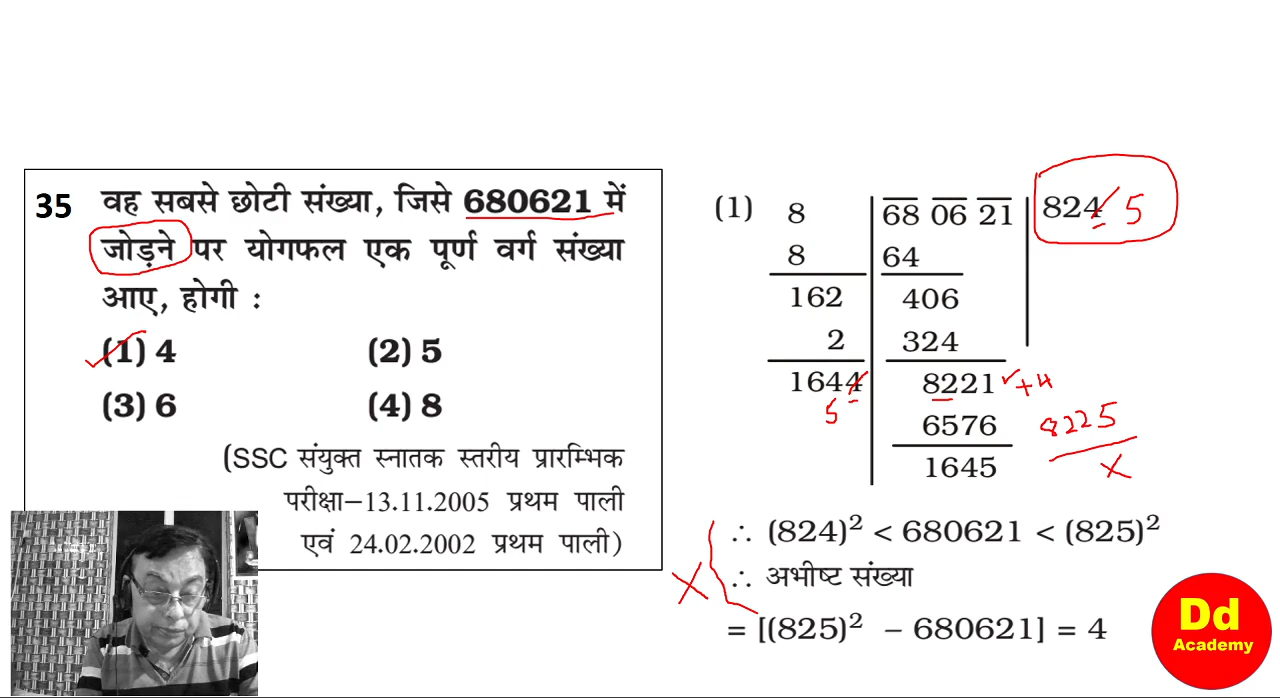 35 वह सबसे छोटी संख्या, जिसे 680621 में
जोड़ने पर योगफल एक पूर्ण वर्ग संख्या
आए, होगी :
(1) 4 (2) 5
(3) 6 (4) 8
(SSC संयुक्त स्नातक स्तरीय प्रारम्भिक
परीक्षा–13.11.2005 प्रथम पाली
एवं 24.02.2002 प्रथम पाली)
(1) 8 68 06 21 824 5
8 64
162 406
2 324
1644 8221 +4
5 6576 8225
1645 X
∴ (824)² < 680621 < (825)²
X ∴ अभीष्ट संख्या
= [(825)² – 680621] = 4
Dd
Academy